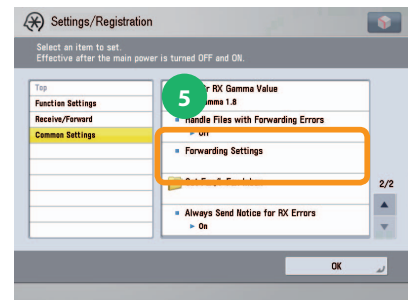 Settings/Registration
Select an item to set.
Effective after the main power is turned OFF and ON.
Top
Function Settings
Receive/Forward
Common Settings
5
RX Gamma Value
Gamma 1.8
Handle Files with Forwarding Errors
Off
Forwarding Settings
2/2
Always Send Notice for RX Errors
On
OK